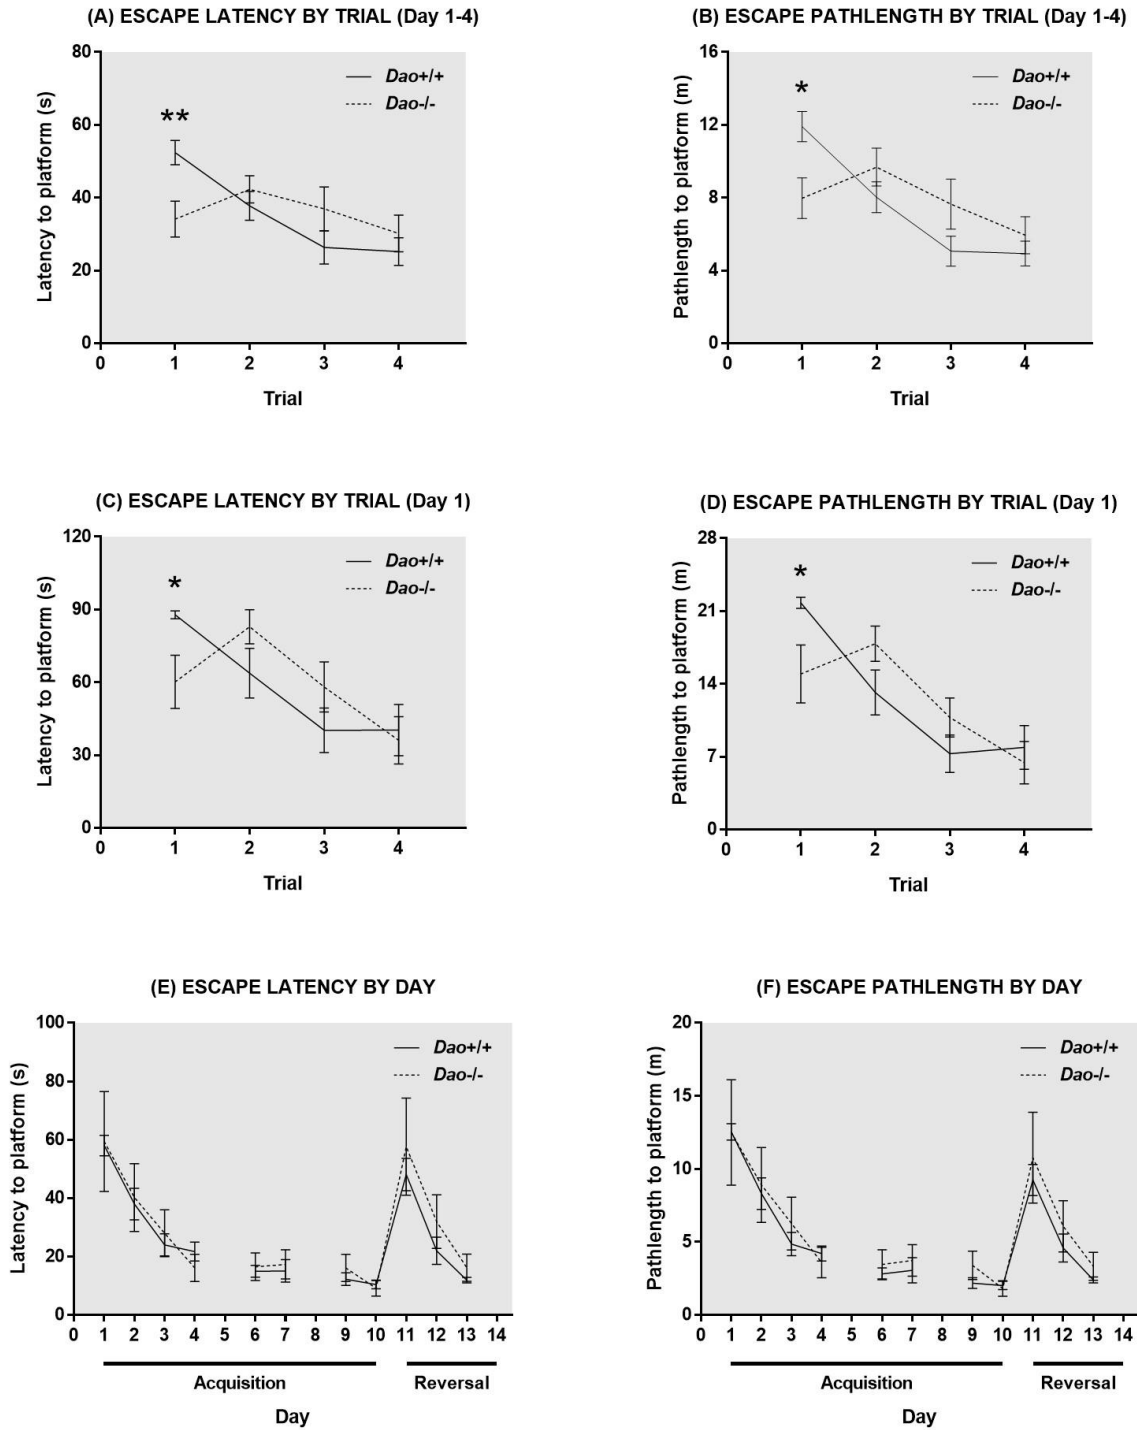 (A) ESCAPE LATENCY BY TRIAL (Day 1-4)
80
60
40
20
0
Latency to platform (s)
**
Dao+/+
Dao-/-
0 1 2 3 4
Trial
(B) ESCAPE PATHLENGTH BY TRIAL (Day 1-4)
16
12
8
4
0
Pathlength to platform (m)
*
Dao+/+
Dao-/-
0 1 2 3 4
Trial
(C) ESCAPE LATENCY BY TRIAL (Day 1)
120
90
60
30
0
Latency to platform (s)
*
Dao+/+
Dao-/-
0 1 2 3 4
Trial
(D) ESCAPE PATHLENGTH BY TRIAL (Day 1)
28
21
14
7
0
Pathlength to platform (m)
*
Dao+/+
Dao-/-
0 1 2 3 4
Trial
(E) ESCAPE LATENCY BY DAY
100
80
60
40
20
0
Latency to platform (s)
Dao+/+
Dao-/-
0 1 2 3 4 5 6 7 8 9 10 11 12 13 14
Acquisition Reversal
Day
(F) ESCAPE PATHLENGTH BY DAY
20
15
10
5
0
Pathlength to platform (m)
Dao+/+
Dao-/-
0 1 2 3 4 5 6 7 8 9 10 11 12 13 14
Acquisition Reversal
Day